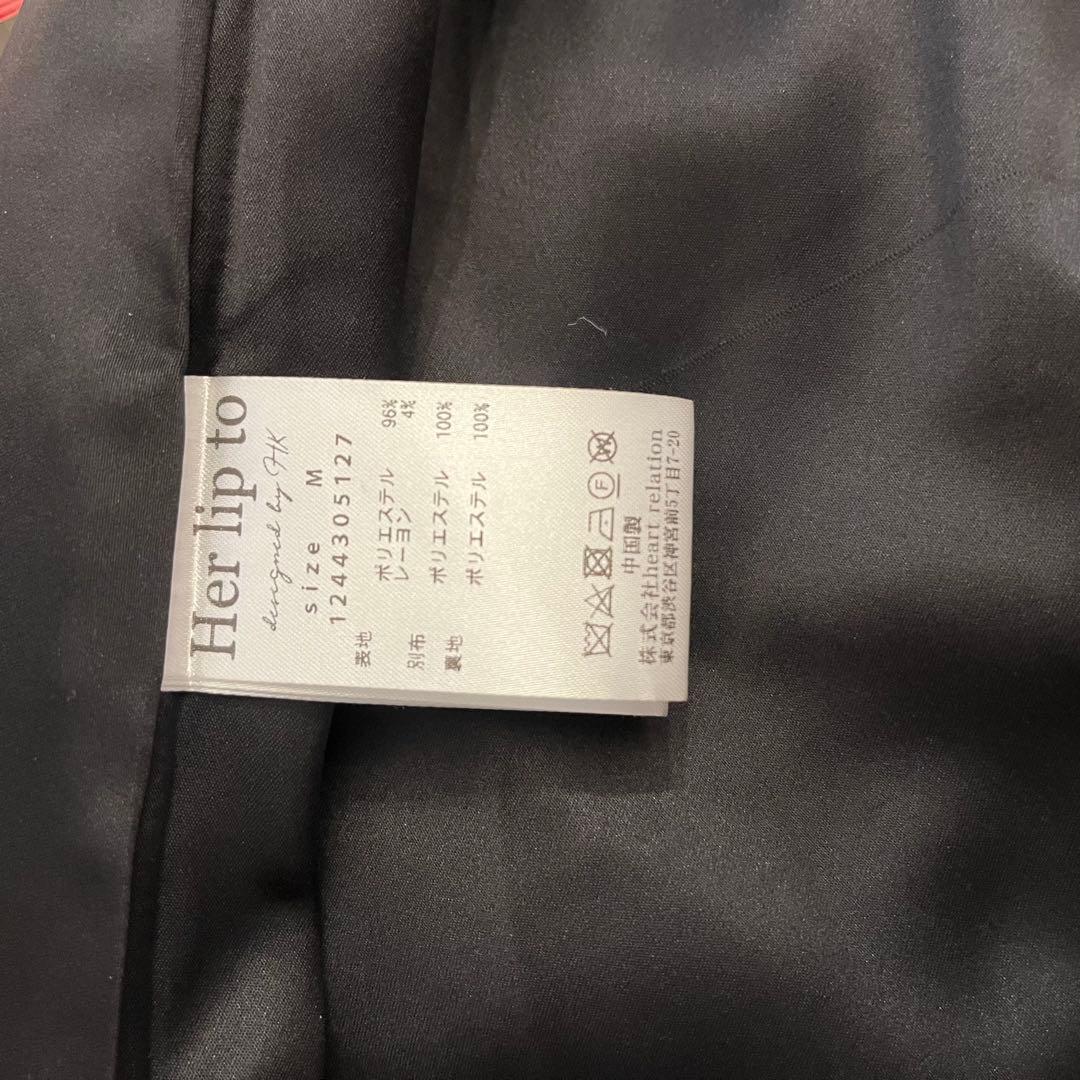 Her lip to
designed by HK
size M
1244305127
表地 ポリエステル 96%
レーヨン 4%
別布 ポリエステル 100%
裏地 ポリエステル 100%
F W
中国製
株式会社heart relation
東京都渋谷区神宮前5丁目7-20